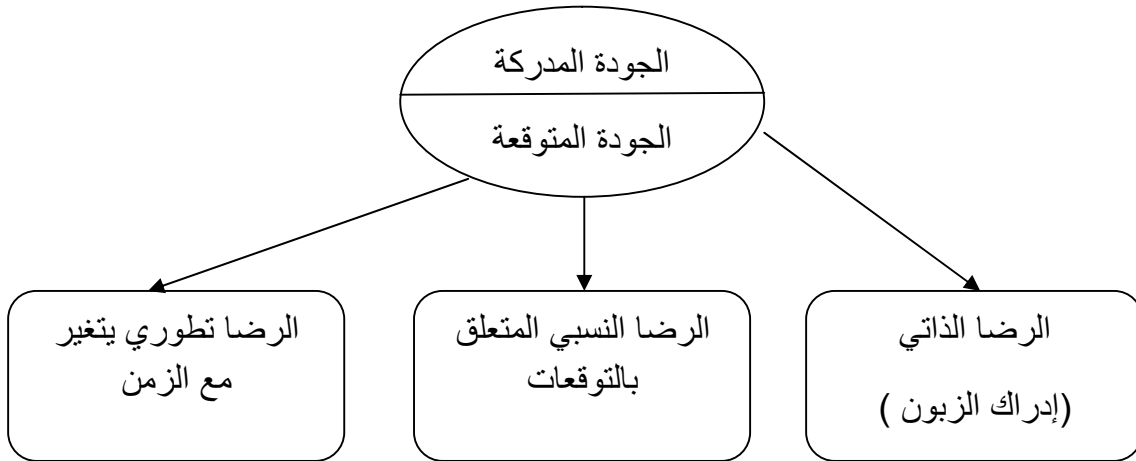 الجودة المدركة
الجودة المتوقعة
الرضا الذاتي
(إدراك الزبون )
الرضا النسبي المتعلق
بالتوقعات
الرضا تطوري يتغير
مع الزمن